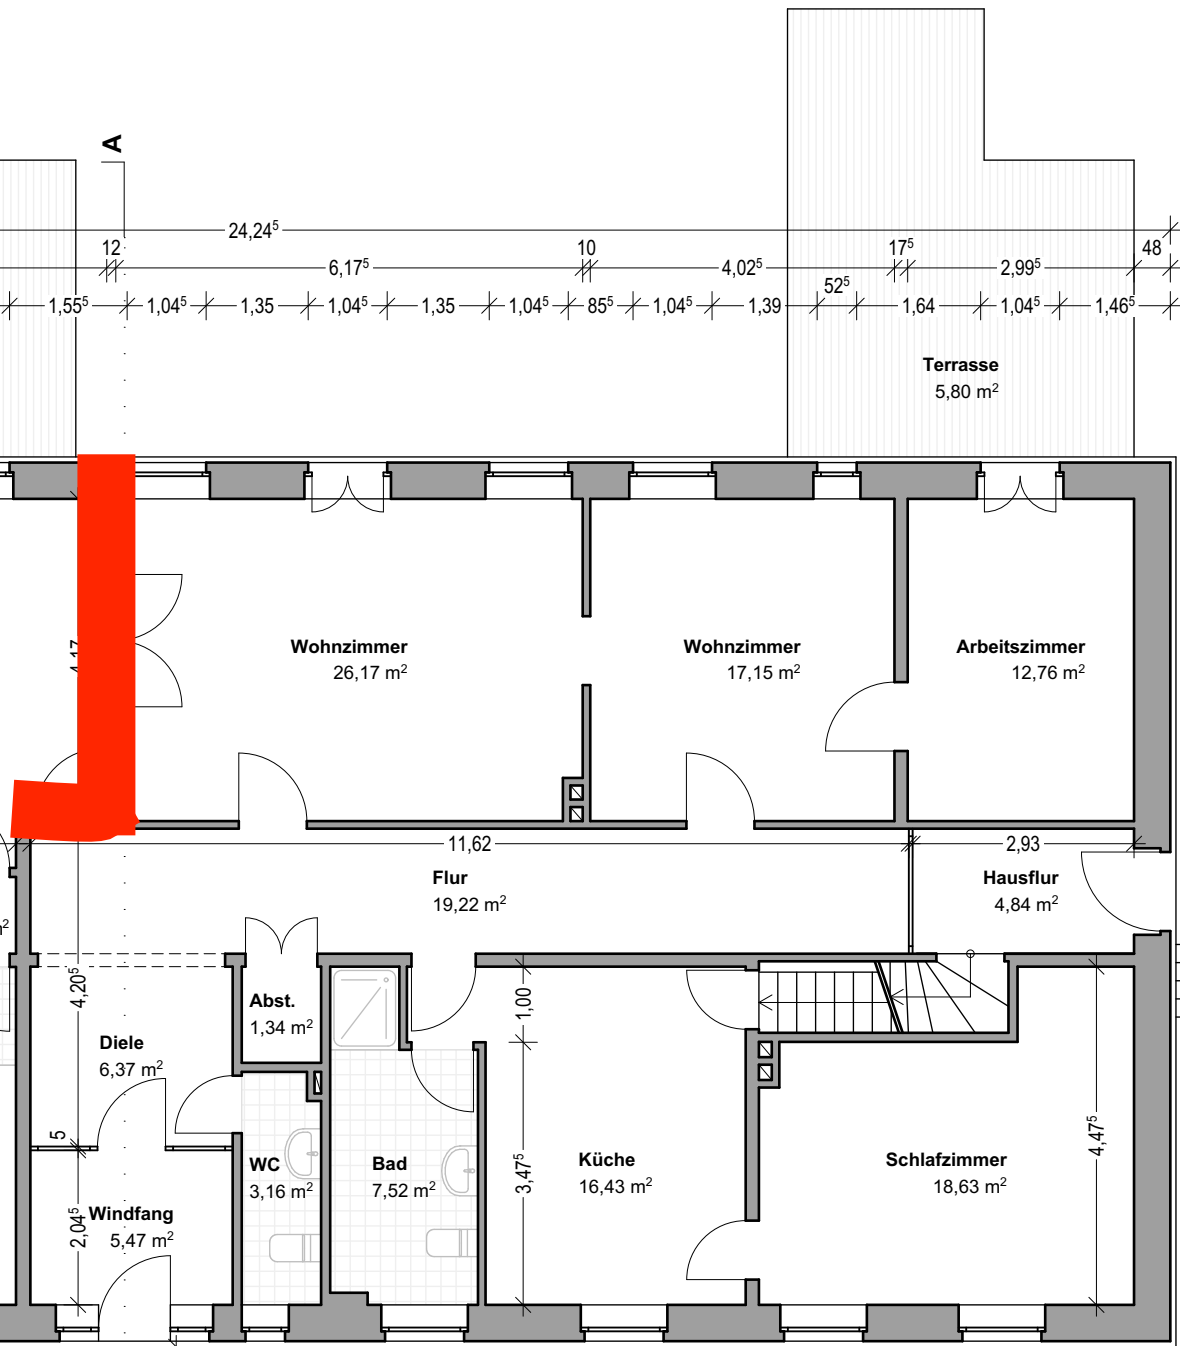 A
24,24⁵
12
10
17⁵
48
6,17⁵
4,02⁵
2,99⁵
52⁵
1,55⁵
1,04⁵
1,35
1,04⁵
1,35
1,04⁵
85⁵
1,04⁵
1,39
1,64
1,04⁵
1,46⁵
Terrasse
5,80 m²
4,17
Wohnzimmer
26,17 m²
Wohnzimmer
17,15 m²
Arbeitszimmer
12,76 m²
11,62
2,93
Flur
19,22 m²
Hausflur
4,84 m²
m²
4,20⁵
Abst.
1,34 m²
1,00
Diele
6,37 m²
5
4,47⁵
WC
3,16 m²
Bad
7,52 m²
3,47⁵
Küche
16,43 m²
Schlafzimmer
18,63 m²
2,04⁵
Windfang
5,47 m²